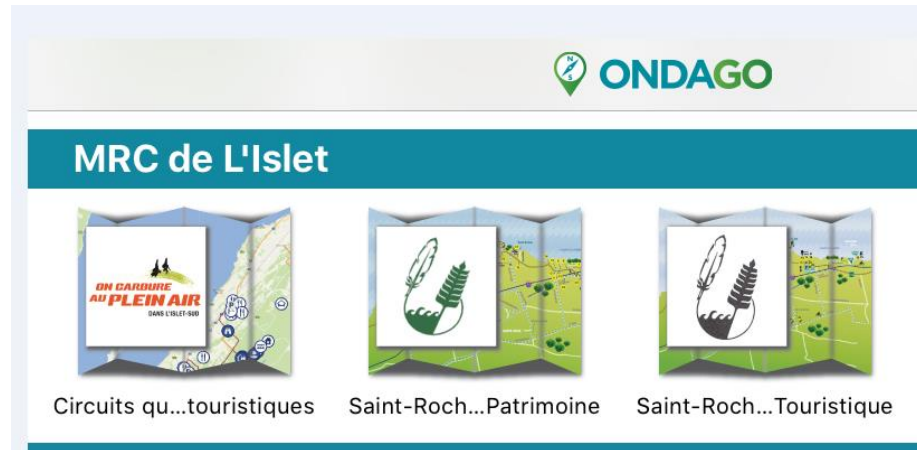 ONDAGO
MRC de L'Islet
ON CARBURE
AU PLEIN AIR
DANS L'ISLET-SUD
Circuits qu...touristiques
Saint-Roch...Patrimoine
Saint-Roch...Touristique